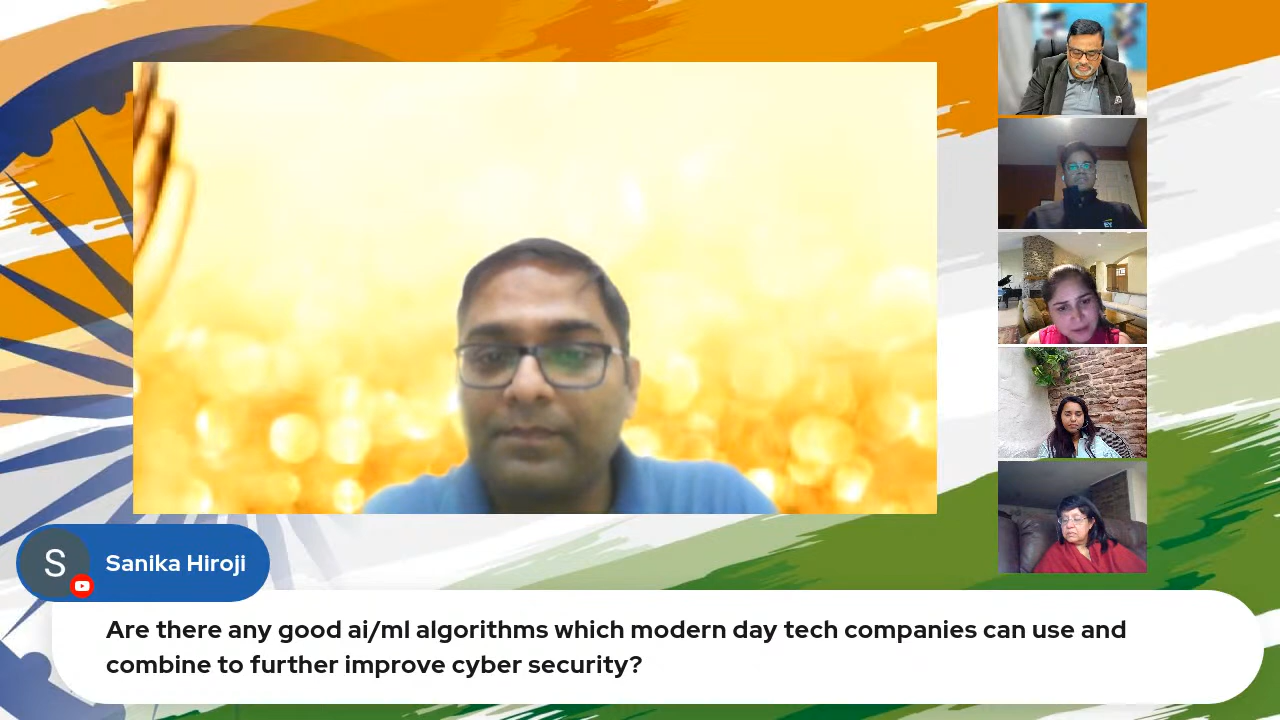 S
Sanika Hiroji
Are there any good ai/ml algorithms which modern day tech companies can use and
combine to further improve cyber security?